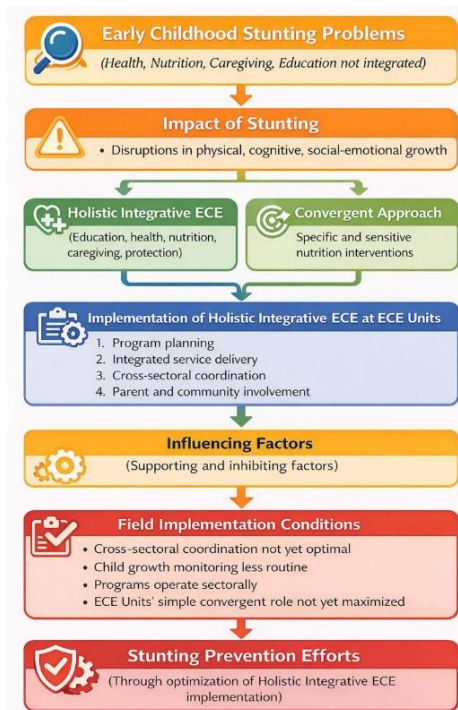 Early Childhood Stunting Problems
(Health, Nutrition, Caregiving, Education not integrated)
Impact of Stunting
• Disruptions in physical, cognitive, social-emotional growth
Holistic Integrative ECE
(Education, health, nutrition,
caregiving, protection)
Convergent Approach
Specific and sensitive
nutrition interventions
Implementation of Holistic Integrative ECE at ECE Units
1. Program planning
2. Integrated service delivery
3. Cross-sectoral coordination
4. Parent and community involvement
Influencing Factors
(Supporting and inhibiting factors)
Field Implementation Conditions
• Cross-sectoral coordination not yet optimal
• Child growth monitoring less routine
• Programs operate sectorally
• ECE Units' simple convergent role not yet maximized
Stunting Prevention Efforts
(Through optimization of Holistic Integrative ECE
implementation)